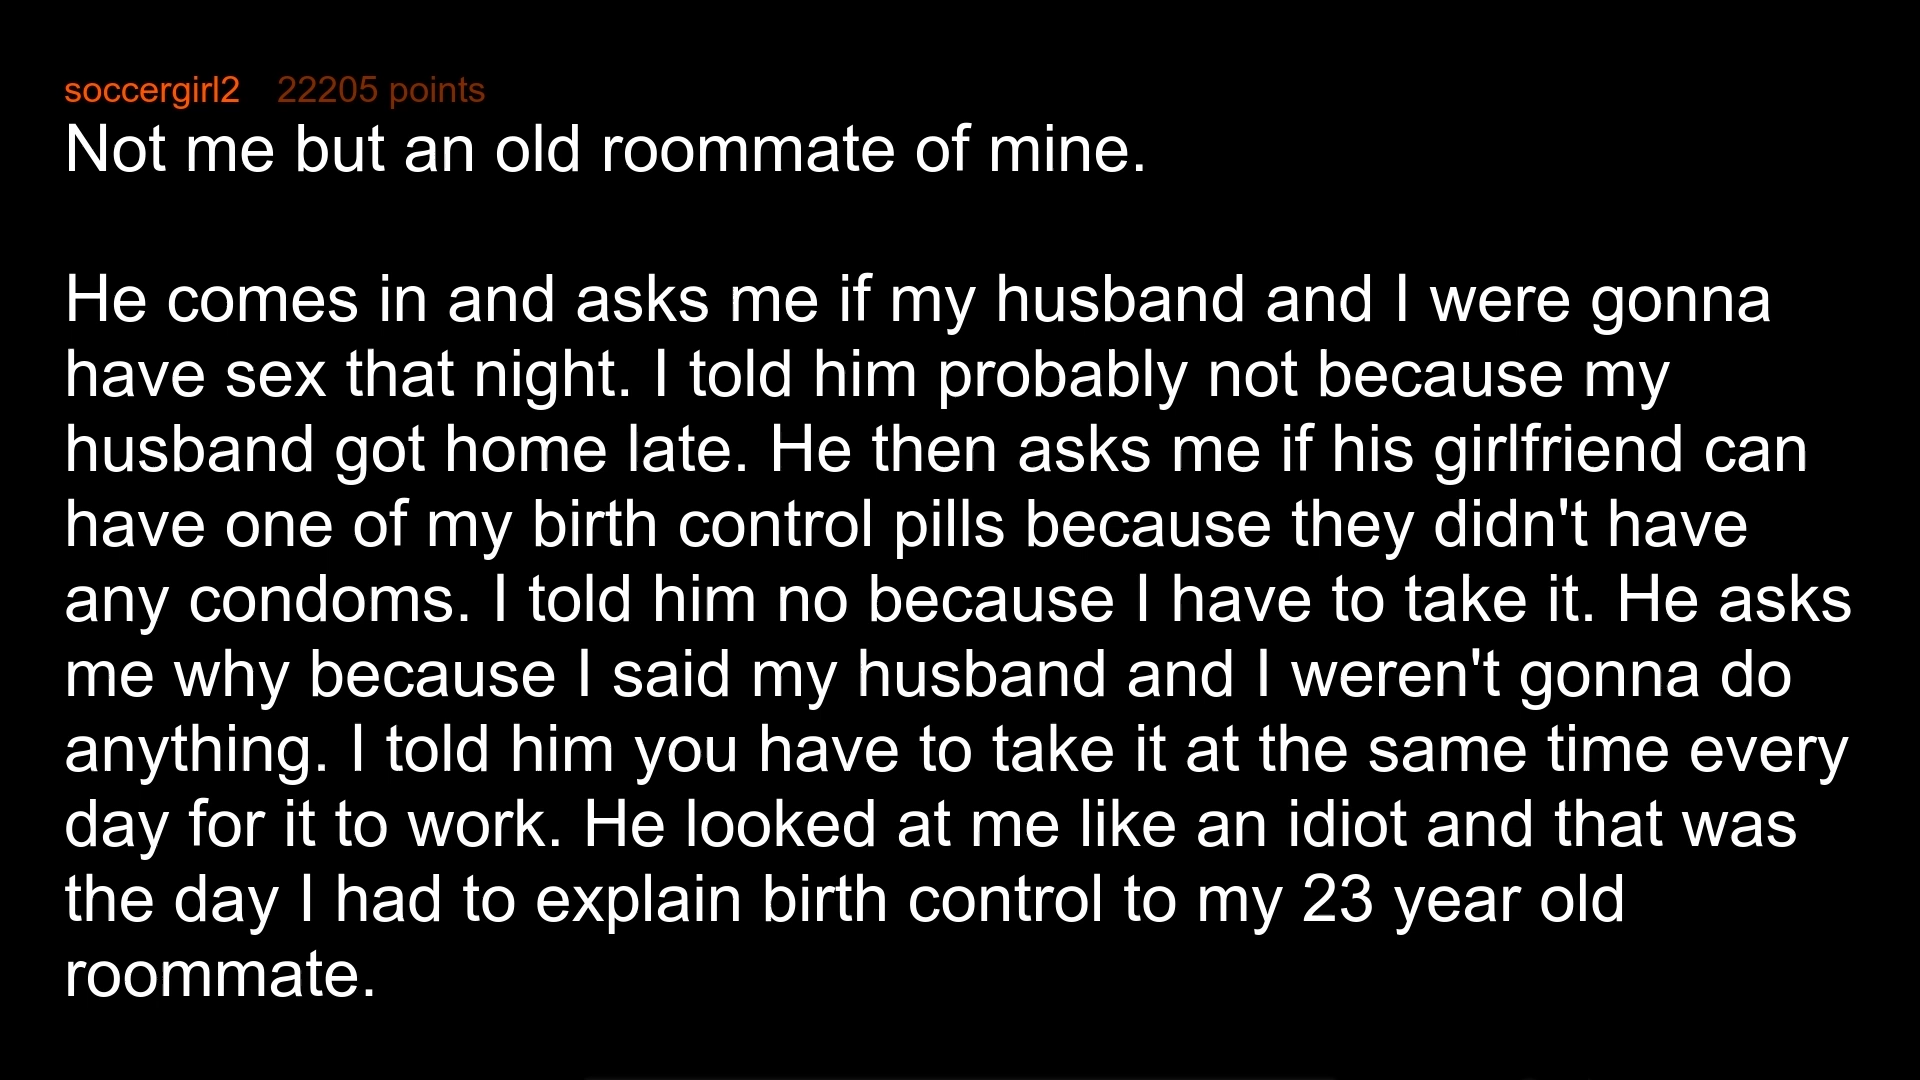 soccergirl2 22205 points
Not me but an old roommate of mine.
He comes in and asks me if my husband and I were gonna
have sex that night. I told him probably not because my
husband got home late. He then asks me if his girlfriend can
have one of my birth control pills because they didn't have
any condoms. I told him no because I have to take it. He asks
me why because I said my husband and I weren't gonna do
anything. I told him you have to take it at the same time every
day for it to work. He looked at me like an idiot and that was
the day I had to explain birth control to my 23 year old
roommate.